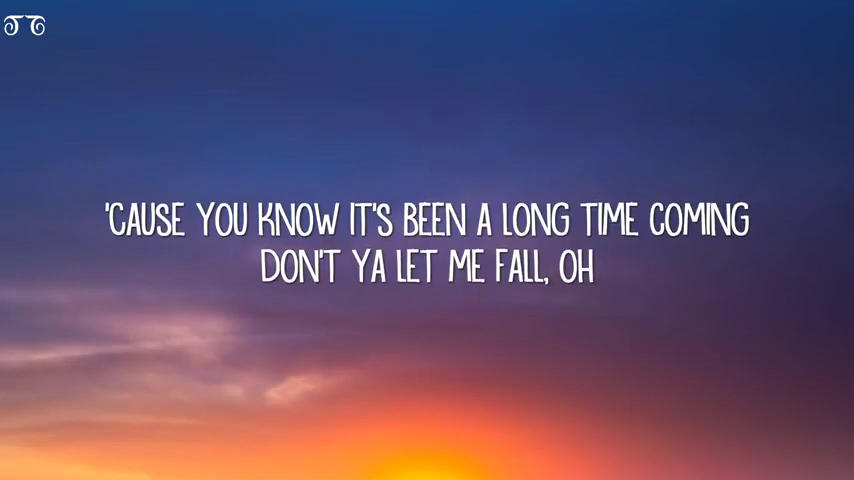 'CAUSE YOU KNOW IT'S BEEN A LONG TIME COMING
DON'T YA LET ME FALL, OH